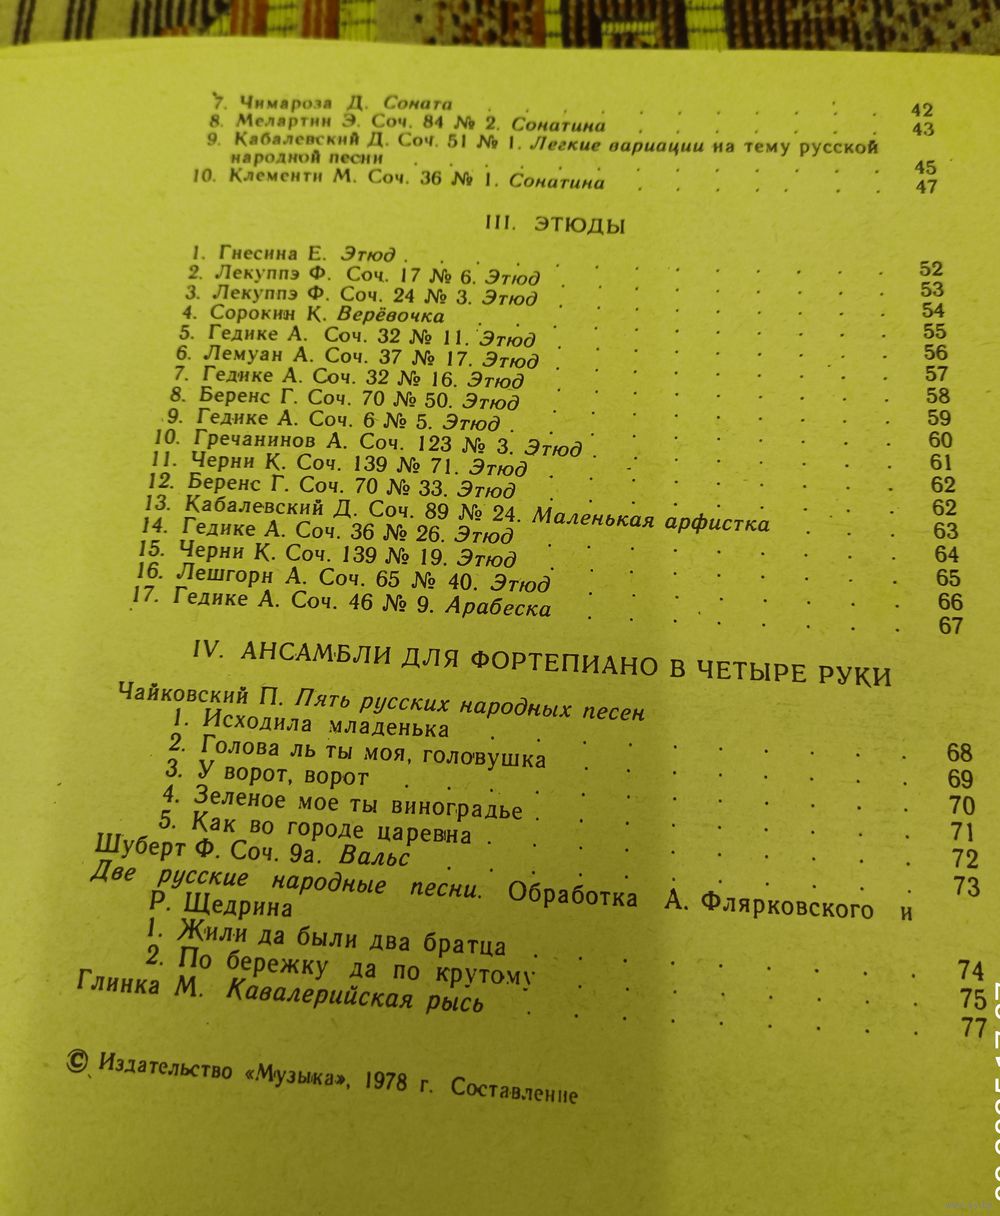 7. Чимароза Д. Соната . . . . . . 42
8. Мелартин Э. Соч. 84 № 2. Сонатина . . . . . 43
9. Кабалевский Д. Соч. 51 № 1. Легкие вариации на тему русской
народной песни . . . . . . . 45
10. Клементи М. Соч. 36 № 1. Сонатина . . . . . 47
III. ЭТЮДЫ
1. Гнесина Е. Этюд . . . . . . . 52
2. Лекуппэ Ф. Соч. 17 № 6. Этюд . . . . . 53
3. Лекуппэ Ф. Соч. 24 № 3. Этюд . . . . . 54
4. Сорокин К. Верёвочка . . . . . . 55
5. Гедике А. Соч. 32 № 11. Этюд . . . . . 56
6. Лемуан А. Соч. 37 № 17. Этюд . . . . . 57
7. Гедике А. Соч. 32 № 16. Этюд . . . . . 58
8. Беренс Г. Соч. 70 № 50. Этюд . . . . . 59
9. Гедике А. Соч. 6 № 5. Этюд . . . . . 60
10. Гречанинов А. Соч. 123 № 3. Этюд . . . . . 61
11. Черни К. Соч. 139 № 71. Этюд . . . . . 62
12. Беренс Г. Соч. 70 № 33. Этюд . . . . . 62
13. Кабалевский Д. Соч. 89 № 24. Маленькая арфистка . . . 63
14. Гедике А. Соч. 36 № 26. Этюд . . . . . 64
15. Черни К. Соч. 139 № 19. Этюд . . . . . 65
16. Лешгорн А. Соч. 65 № 40. Этюд . . . . . 66
17. Гедике А. Соч. 46 № 9. Арабеска . . . . . 67
IV. АНСАМБЛИ ДЛЯ ФОРТЕПИАНО В ЧЕТЫРЕ РУКИ
Чайковский П. Пять русских народных песен
1. Исходила младенька . . . . . . 68
2. Голова ль ты моя, головушка . . . . . 69
3. У ворот, ворот . . . . . . . 70
4. Зеленое мое ты виноградье . . . . . 71
5. Как во городе царевна . . . . . . 72
Шуберт Ф. Соч. 9а. Вальс . . . . . . 73
Две русские народные песни. Обработка А. Флярковского и
Р. Щедрина
1. Жили да были два братца . . . . . 74
2. По бережку да по крутому . . . . . 75
Глинка М. Кавалерийская рысь . . . . . 77
© Издательство «Музыка», 1978 г. Составление